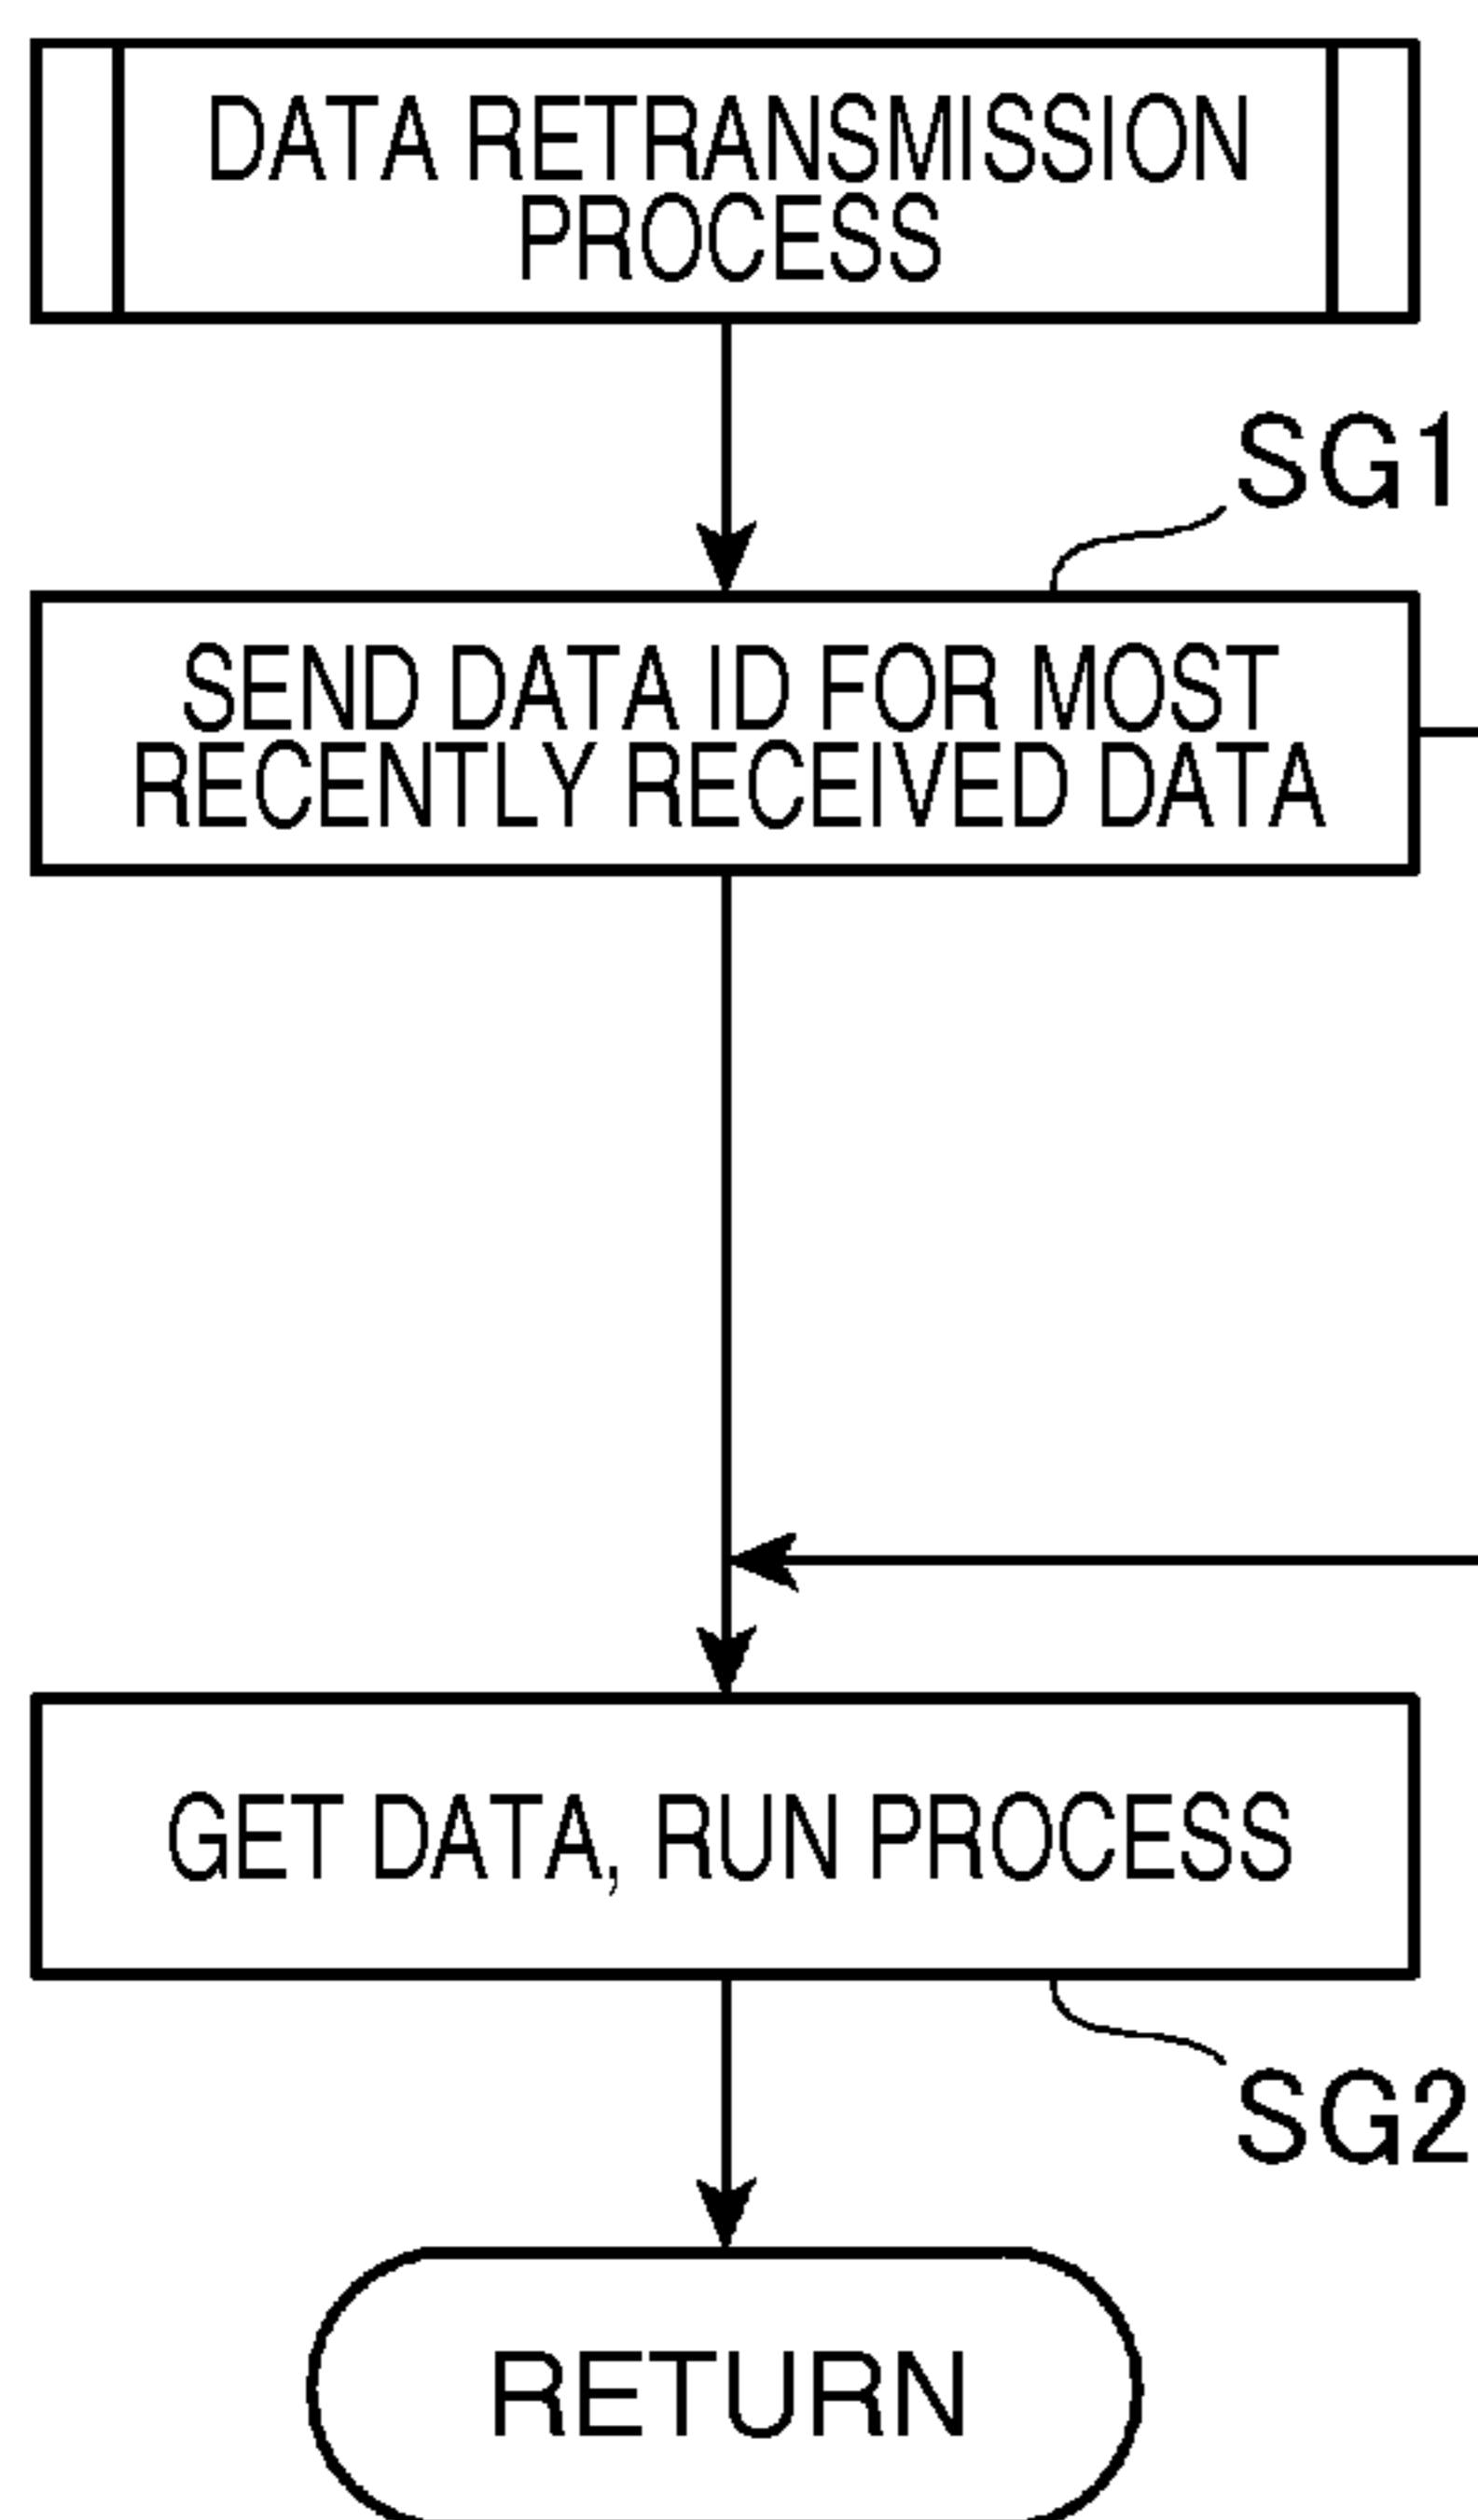 DATA RETRANSMISSION
PROCESS
SG1
SEND DATA ID FOR MOST
RECENTLY RECEIVED DATA
GET DATA, RUN PROCESS
SG2
RETURN